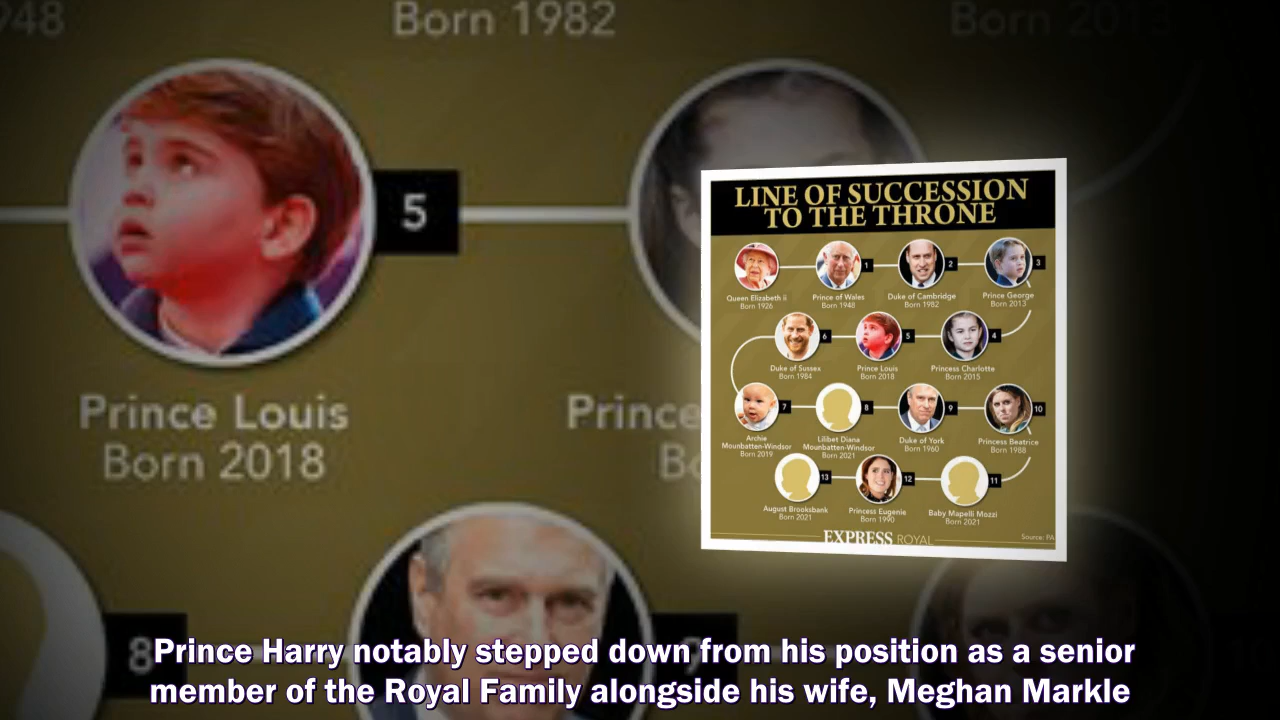 948
Born 1982
Born 2013
5
Prince Louis
Born 2018
Prince
8
LINE OF SUCCESSION
TO THE THRONE
1
2
3
Queen Elizabeth ii
Born 1926
Prince of Wales
Born 1948
Duke of Cambridge
Born 1982
Prince George
Born 2013
6
5
4
Duke of Sussex
Born 1984
Prince Louis
Born 2018
Princess Charlotte
Born 2015
7
8
9
10
Archie
Mountbatten-Windsor
Born 2019
Lilibet Diana
Mountbatten-Windsor
Born 2021
Duke of York
Born 1960
Princess Beatrice
Born 1988
13
12
11
August Brooksbank
Born 2021
Princess Eugenie
Born 1990
Baby Mapelli Mozzi
Born 2021
EXPRESS ROYAL
Source: PA
Prince Harry notably stepped down from his position as a senior
member of the Royal Family alongside his wife, Meghan Markle